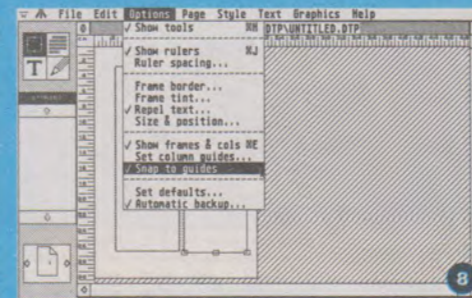 File Edit Options Page Style Text Graphics Help
DTP\UNTITLED.DTP
✓ Show tools ⌘H
✓ Show rulers ⌘J
Ruler spacing...
Frame border...
Frame tint...
✓ Repel text...
Size & position...
✓ Show frames & cols ⌘E
Set column guides...
✓ Snap to guides
Set defaults...
✓ Automatic backup...
T
8